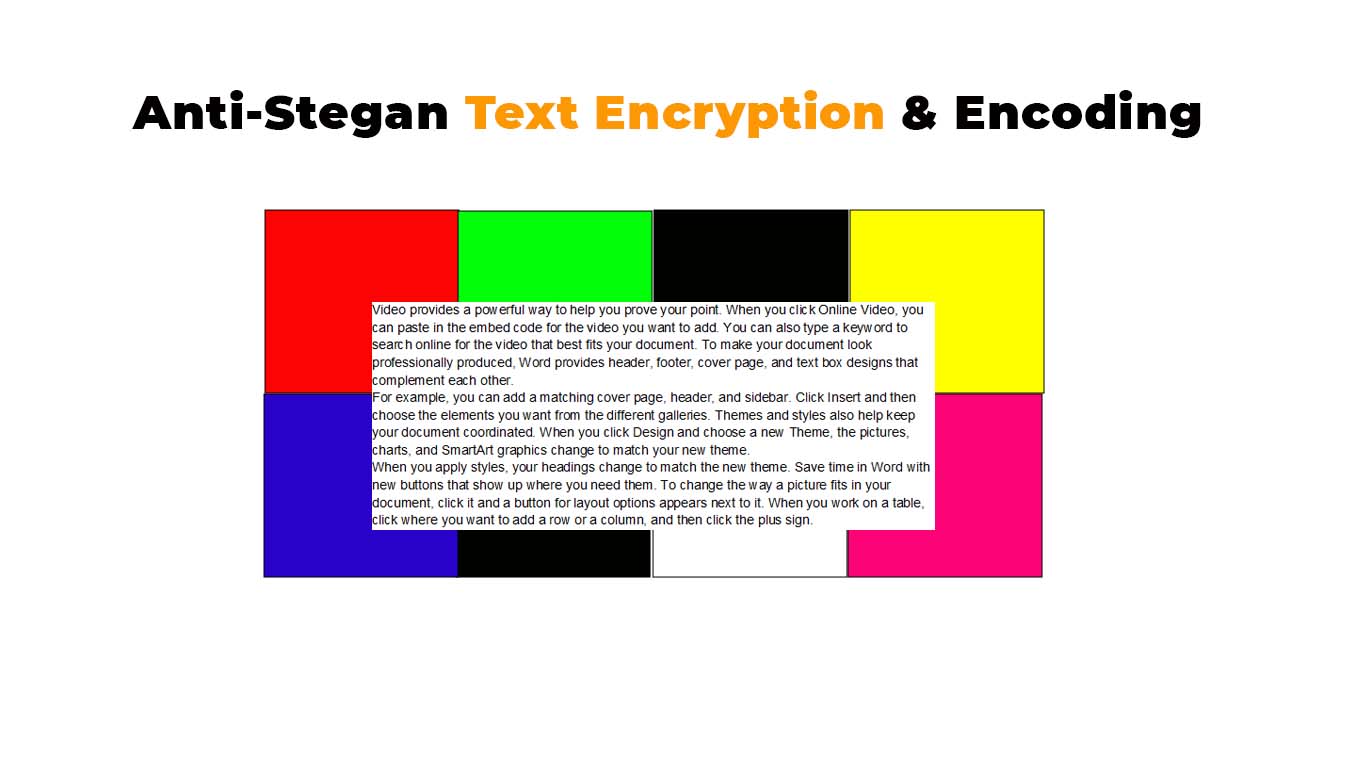 Anti-Stegan Text Encryption & Encoding
Video provides a powerful way to help you prove your point. When you click Online Video, you
can paste in the embed code for the video you want to add. You can also type a keyword to
search online for the video that best fits your document. To make your document look
professionally produced, Word provides header, footer, cover page, and text box designs that
complement each other.
For example, you can add a matching cover page, header, and sidebar. Click Insert and then
choose the elements you want from the different galleries. Themes and styles also help keep
your document coordinated. When you click Design and choose a new Theme, the pictures,
charts, and SmartArt graphics change to match your new theme.
When you apply styles, your headings change to match the new theme. Save time in Word with
new buttons that show up where you need them. To change the way a picture fits in your
document, click it and a button for layout options appears next to it. When you work on a table,
click where you want to add a row or a column, and then click the plus sign.